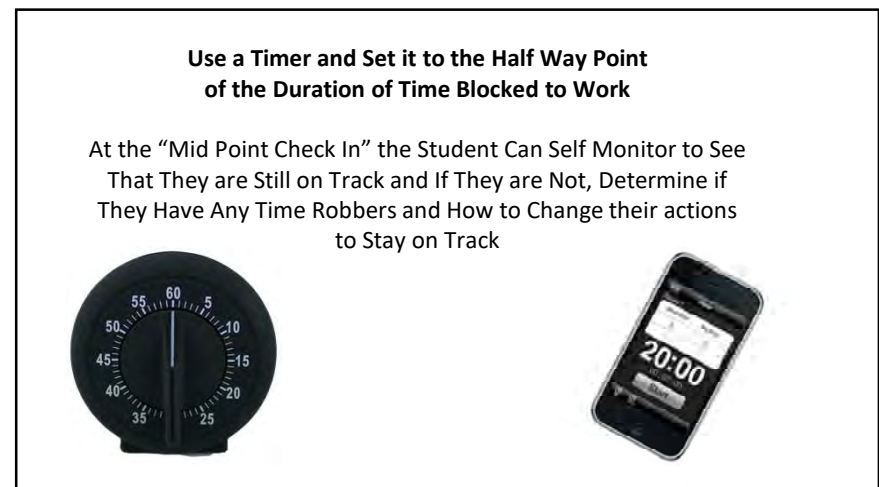 Use a Timer and Set it to the Half Way Point
of the Duration of Time Blocked to Work
At the “Mid Point Check In” the Student Can Self Monitor to See
That They are Still on Track and If They are Not, Determine if
They Have Any Time Robbers and How to Change their actions
to Stay on Track
60
55
5
50
10
45
15
40
20
35
25
20:00
Start